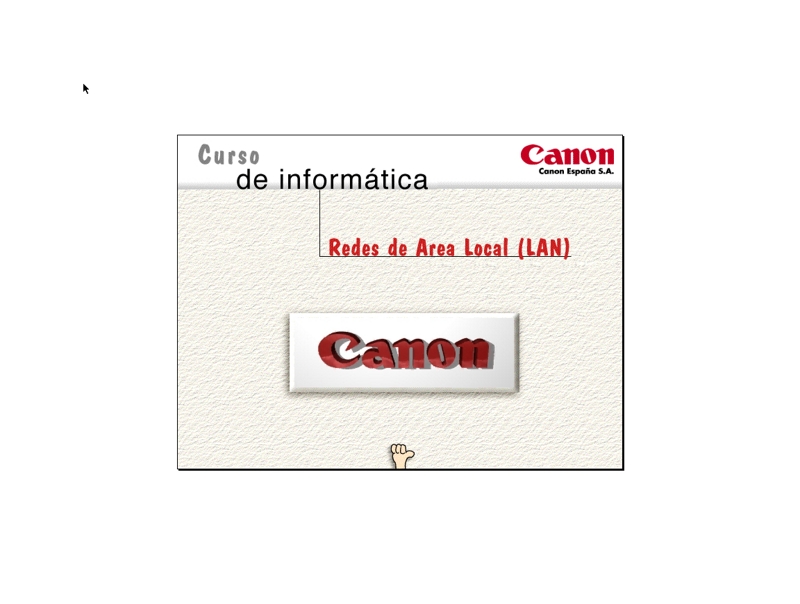 Curso
de informática
Canon
Canon España S.A.
Redes de Area Local (LAN)
Canon